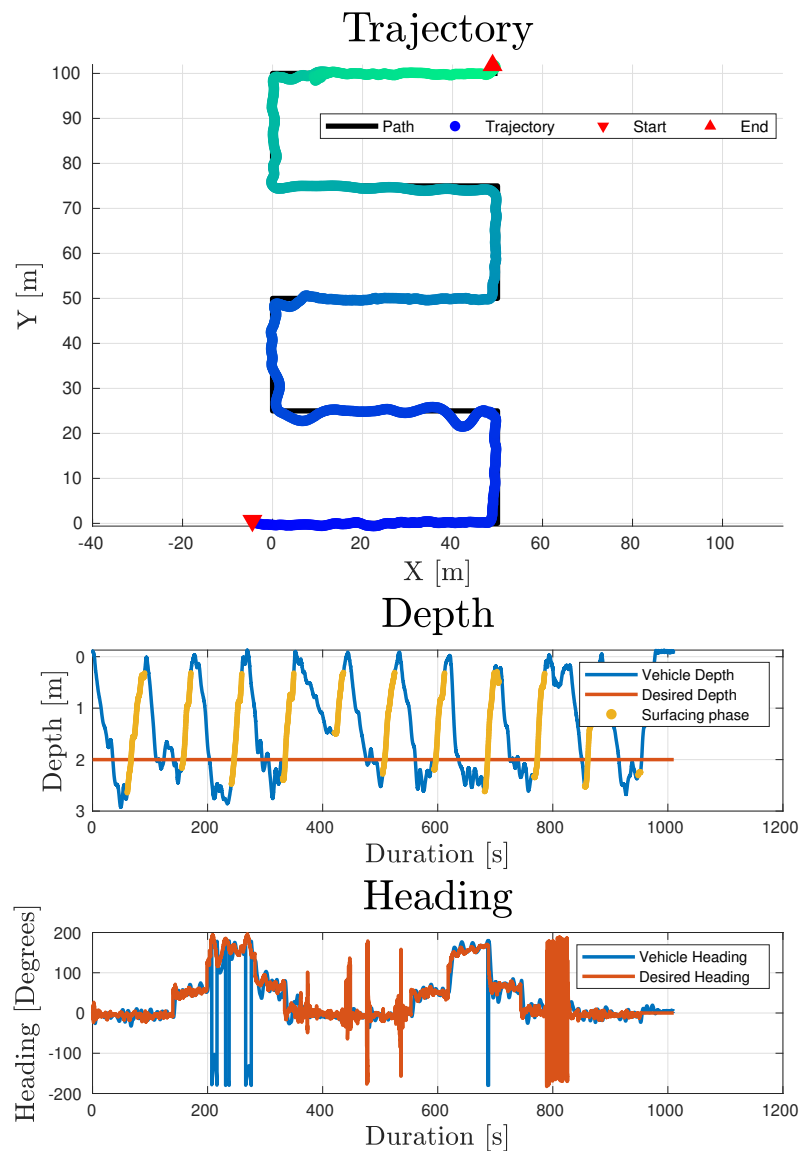 Trajectory
100
90
80
70
60
50
40
30
20
10
0
Y [m]
Path Trajectory Start End
-40 -20 0 20 40 60 80 100
X [m]
Depth
0
1
2
3
Depth [m]
Vehicle Depth
Desired Depth
Surfacing phase
0 200 400 600 800 1000 1200
Duration [s]
Heading
200
100
0
-100
-200
Heading [Degrees]
Vehicle Heading
Desired Heading
0 200 400 600 800 1000 1200
Duration [s]